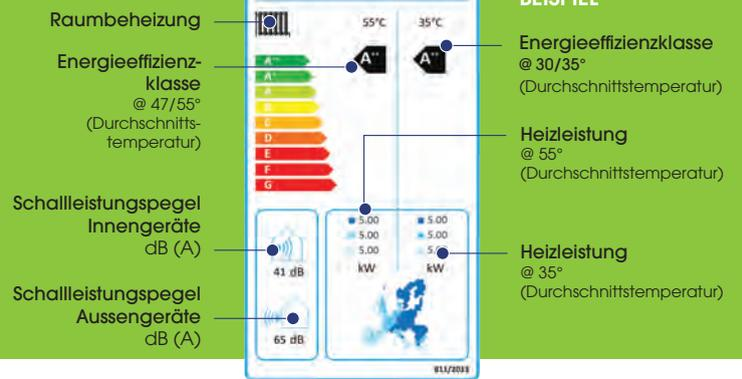 BEISPIEL
Raumbeheizung
55°C
35°C
Energieeffizienz-
klasse
@ 47/55°
(Durchschnitts-
temperatur)
A⁺⁺
A⁺⁺
Energieeffizienzklasse
@ 30/35°
(Durchschnittstemperatur)
A⁺⁺
A⁺
A
B
C
D
E
F
G
Heizleistung
@ 55°
(Durchschnittstemperatur)
Schallleistungspegel
Innengeräte
dB (A)
41 dB
5.00
5.00
5.00
kW
5.00
5.00
5.00
kW
Heizleistung
@ 35°
(Durchschnittstemperatur)
Schallleistungspegel
Aussengeräte
dB (A)
65 dB
811/2013